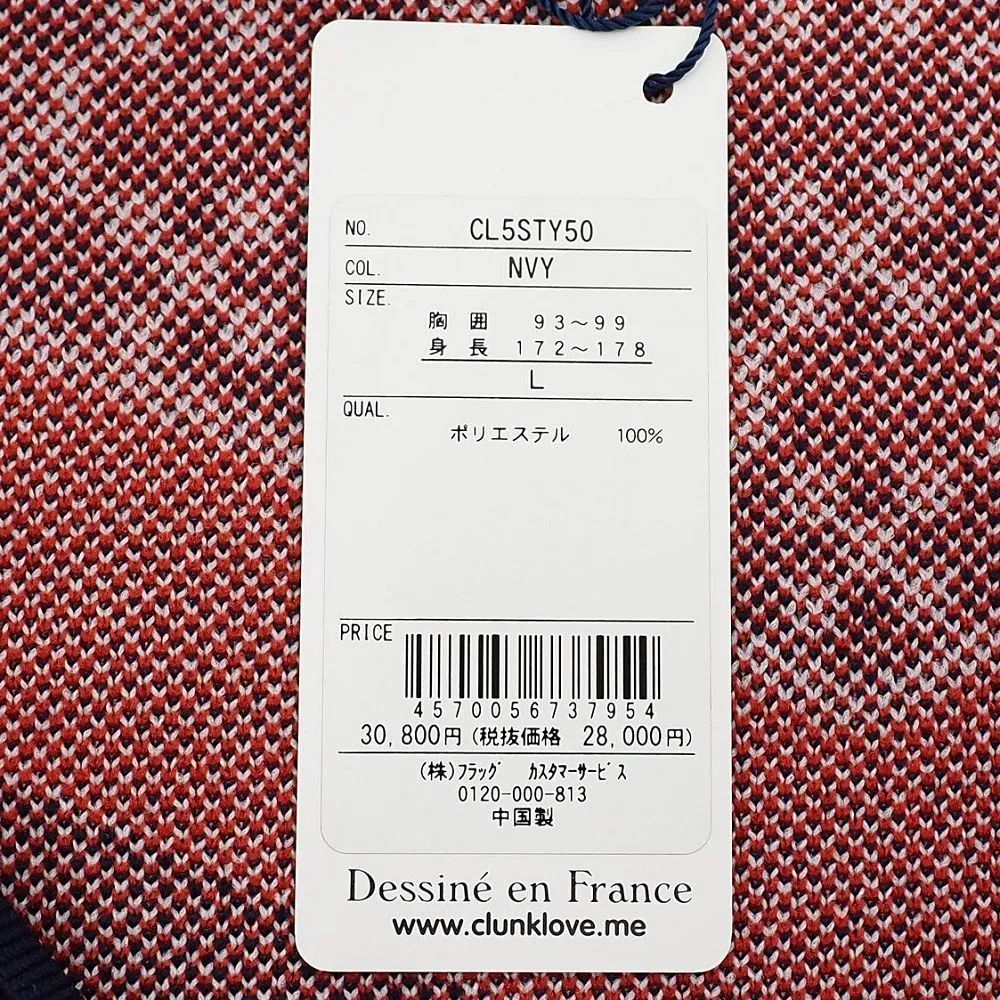 NO. CL5STY50
COL. NVY
SIZE.
胸 囲 93～99
身 長 172～178
L
QUAL.
ポリエステル 100%
PRICE
4570056737954
30,800円(税抜価格 28,000円)
(株)ﾌﾗｯｸﾞ ｶｽﾀﾏｰｻｰﾋﾞｽ
0120-000-813
中国製
Dessiné en France
www.clunklove.me